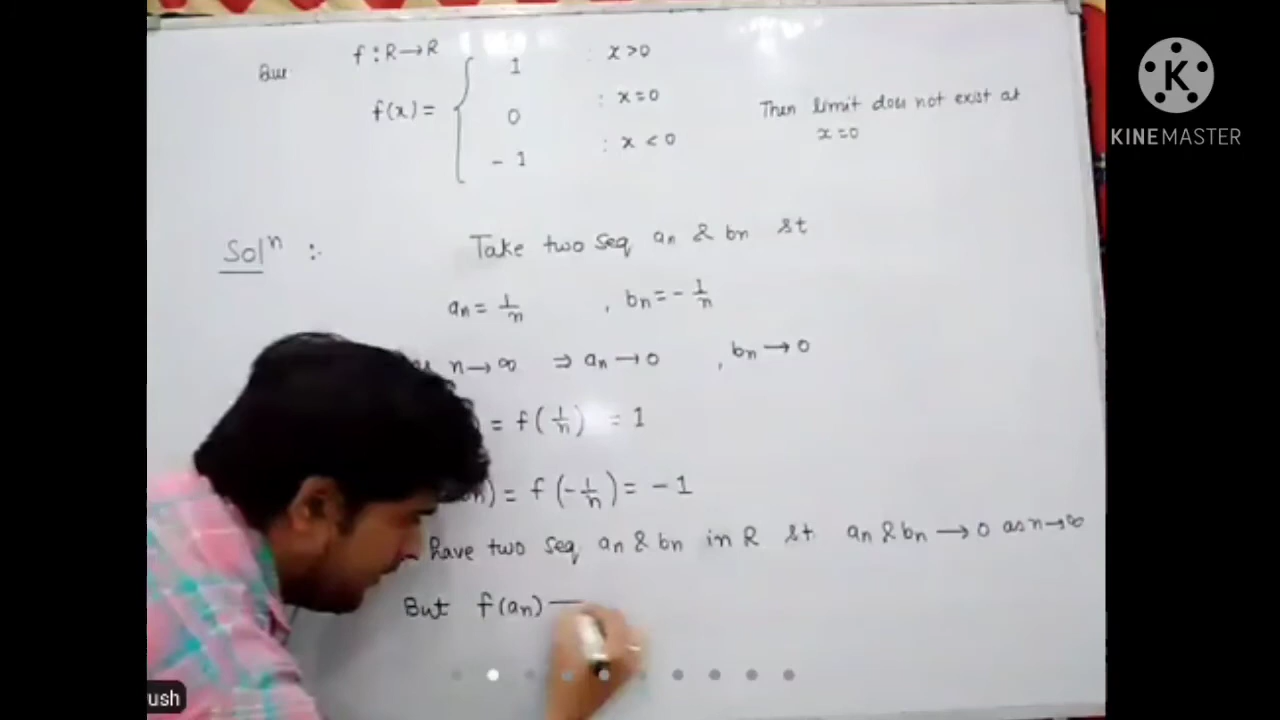 But f : R → R
f(x) = { 1 : x > 0
0 : x = 0
- 1 : x < 0
Then limit does not exist at
x = 0
Solⁿ :
Take two seq aₙ & bₙ st
aₙ = 1/n , bₙ = - 1/n
n → ∞ ⇒ aₙ → 0 , bₙ → 0
= f(1/n) = 1
) = f(-1/n) = - 1
have two seq aₙ & bₙ in R st aₙ & bₙ → 0 as n → ∞
But f(aₙ) —
KINEMASTER
ush